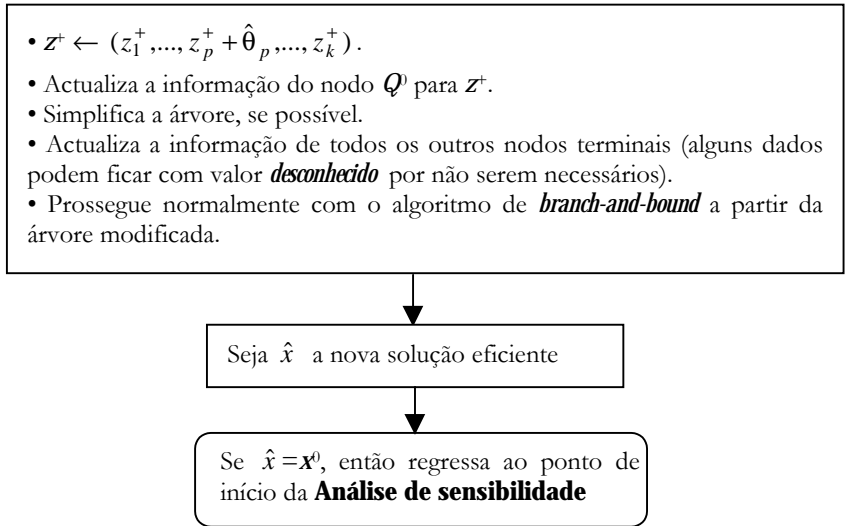 • z⁺ ← (z₁⁺,..., zₚ⁺ + θ̂ₚ,..., zₖ⁺).
• Actualiza a informação do nodo Q⁰ para z⁺.
• Simplifica a árvore, se possível.
• Actualiza a informação de todos os outros nodos terminais (alguns dados
podem ficar com valor desconhecido por não serem necessários).
• Prossegue normalmente com o algoritmo de branch-and-bound a partir da
árvore modificada.
Seja x̂ a nova solução eficiente
Se x̂ = x⁰, então regressa ao ponto de
início da Análise de sensibilidade